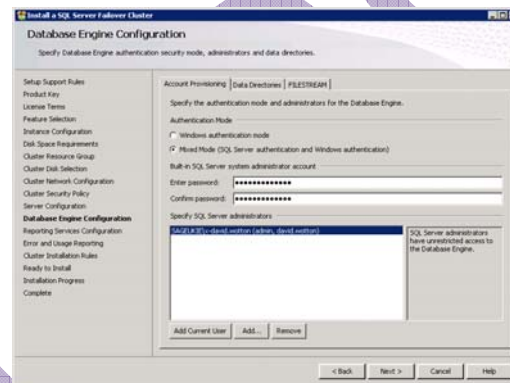 Install a SQL Server Failover Cluster
Database Engine Configuration
Specify Database Engine authentication security mode, administrators and data directories.
Setup Support Rules
Product Key
License Terms
Feature Selection
Instance Configuration
Disk Space Requirements
Cluster Resource Group
Cluster Disk Selection
Cluster Network Configuration
Cluster Security Policy
Server Configuration
Database Engine Configuration
Reporting Services Configuration
Error and Usage Reporting
Cluster Installation Rules
Ready to Install
Installation Progress
Complete
Account Provisioning Data Directories FILESTREAM
Specify the authentication mode and administrators for the Database Engine.
Authentication Mode
Windows authentication mode
Mixed Mode (SQL Server authentication and Windows authentication)
Built-in SQL Server system administrator account
Enter password:
Confirm password:
Specify SQL Server administrators
(admin, david.wotton)
SQL Server administrators
have unrestricted access to
the Database Engine.
Add Current User Add... Remove
< Back Next > Cancel Help